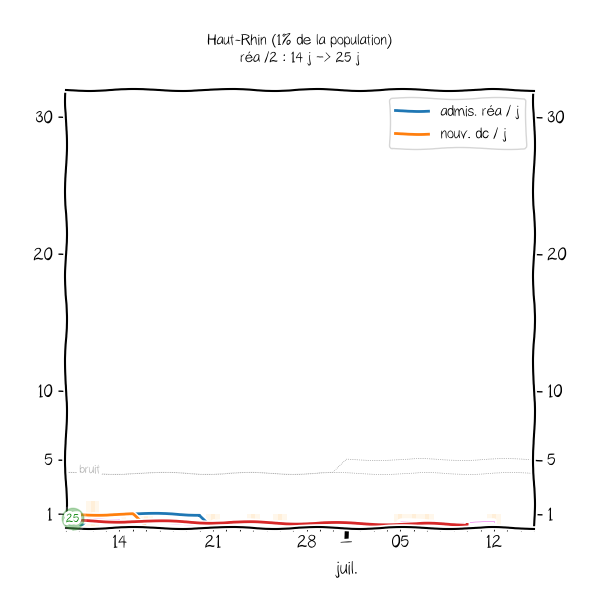 Haut-Rhin (1% de la population)
réa /2 : 14 j -> 25 j
admis. réa / j
nouv. dc / j
30
30
20
20
10
10
5
5
bruit
1
1
25
14
21
28
05
12
juil.